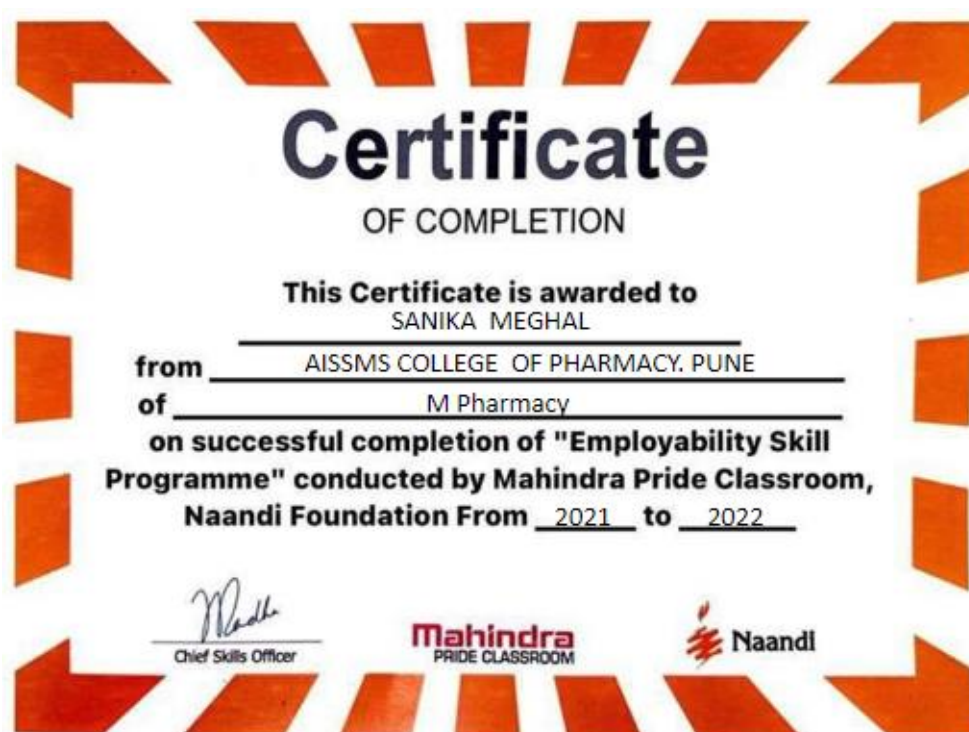 Certificate
OF COMPLETION
This Certificate is awarded to
SANIKA MEGHAL
from AISSMS COLLEGE OF PHARMACY. PUNE
of M Pharmacy
on successful completion of "Employability Skill
Programme" conducted by Mahindra Pride Classroom,
Naandi Foundation From 2021 to 2022
Chief Skills Officer
Mahindra
PRIDE CLASSROOM
Naandi